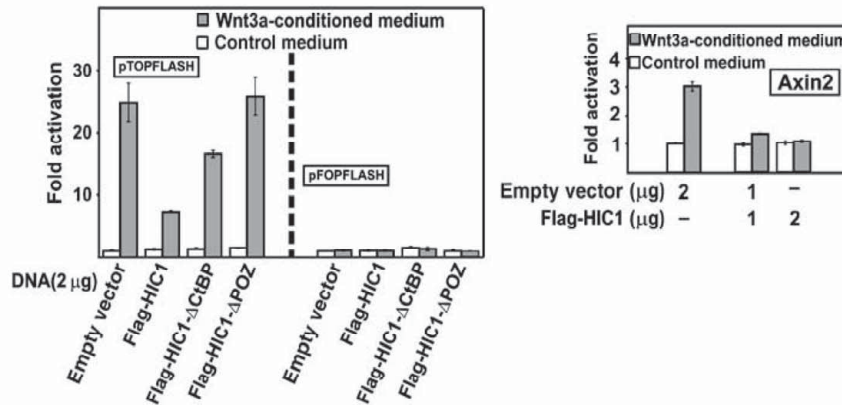 Wnt3a-conditioned medium
Control medium
pTOPFLASH
Fold activation
30
20
10
pFOPFLASH
DNA(2 μg)
Empty vector
Flag-HIC1
Flag-HIC1-ΔCtBP
Flag-HIC1-ΔPOZ
Empty vector
Flag-HIC1
Flag-HIC1-ΔCtBP
Flag-HIC1-ΔPOZ
Wnt3a-conditioned medium
Control medium
Axin2
Fold activation
4
3
2
1
Empty vector (μg) 2 1 –
Flag-HIC1 (μg) – 1 2